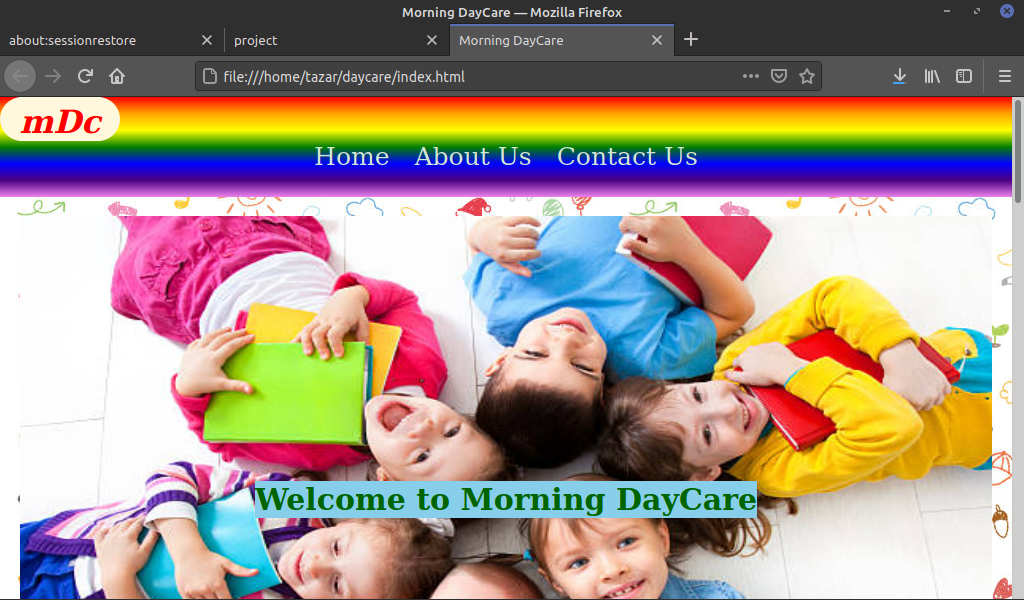 Morning DayCare — Mozilla Firefox
about:sessionrestore
project
Morning DayCare
file:///home/tazar/daycare/index.html
mDc
Home About Us Contact Us
Welcome to Morning DayCare